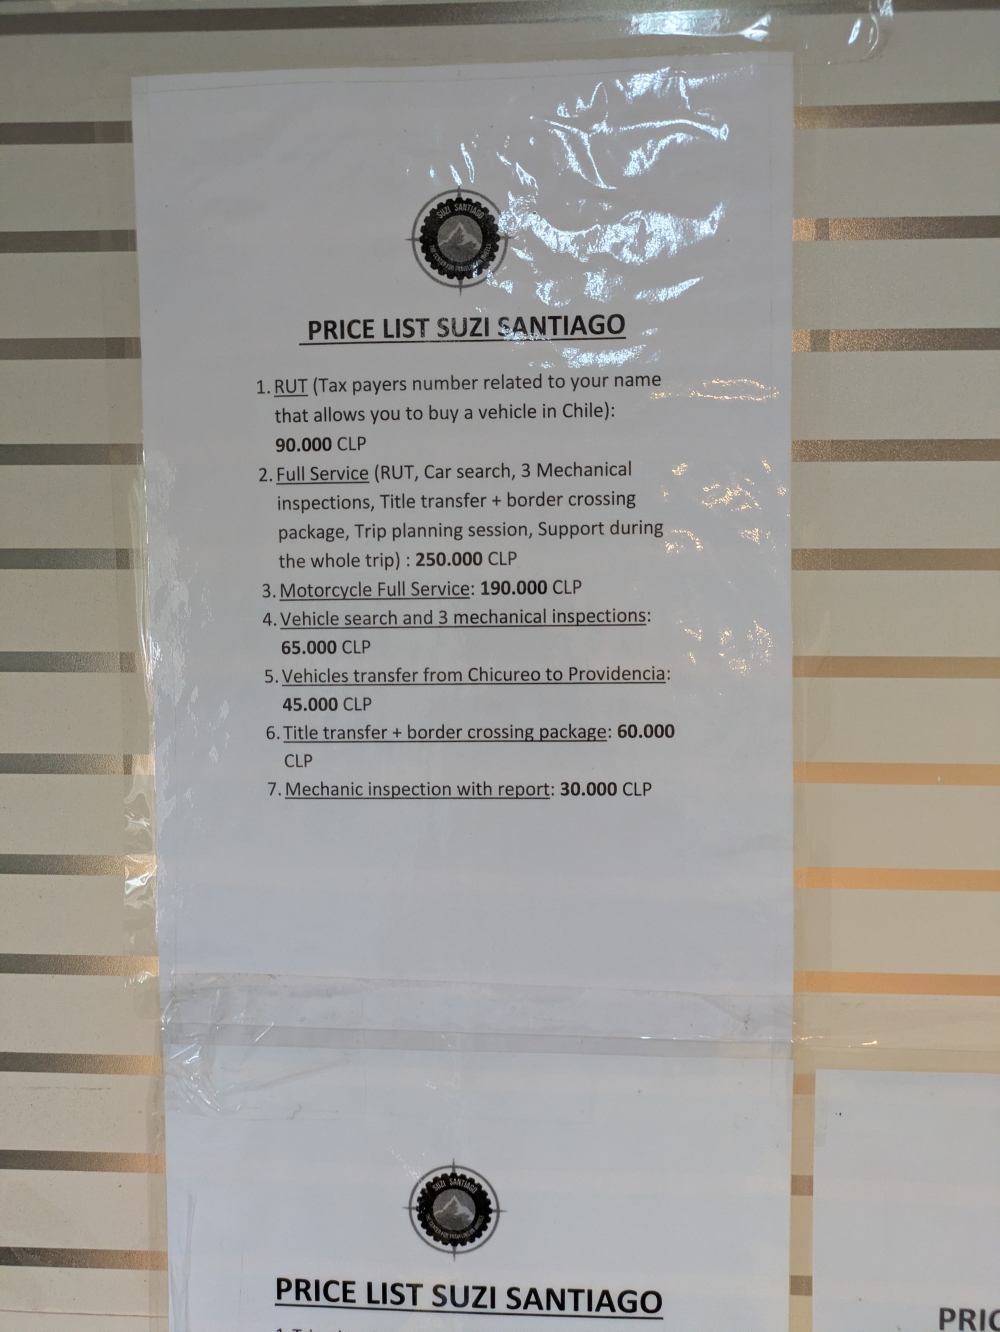 SUZI SANTIAGO
PRICE LIST SUZI SANTIAGO
1. RUT (Tax payers number related to your name
that allows you to buy a vehicle in Chile):
90.000 CLP
2. Full Service (RUT, Car search, 3 Mechanical
inspections, Title transfer + border crossing
package, Trip planning session, Support during
the whole trip) : 250.000 CLP
3. Motorcycle Full Service: 190.000 CLP
4. Vehicle search and 3 mechanical inspections:
65.000 CLP
5. Vehicles transfer from Chicureo to Providencia:
45.000 CLP
6. Title transfer + border crossing package: 60.000
CLP
7. Mechanic inspection with report: 30.000 CLP
SUZI SANTIAGO
PRICE LIST SUZI SANTIAGO
PRIC